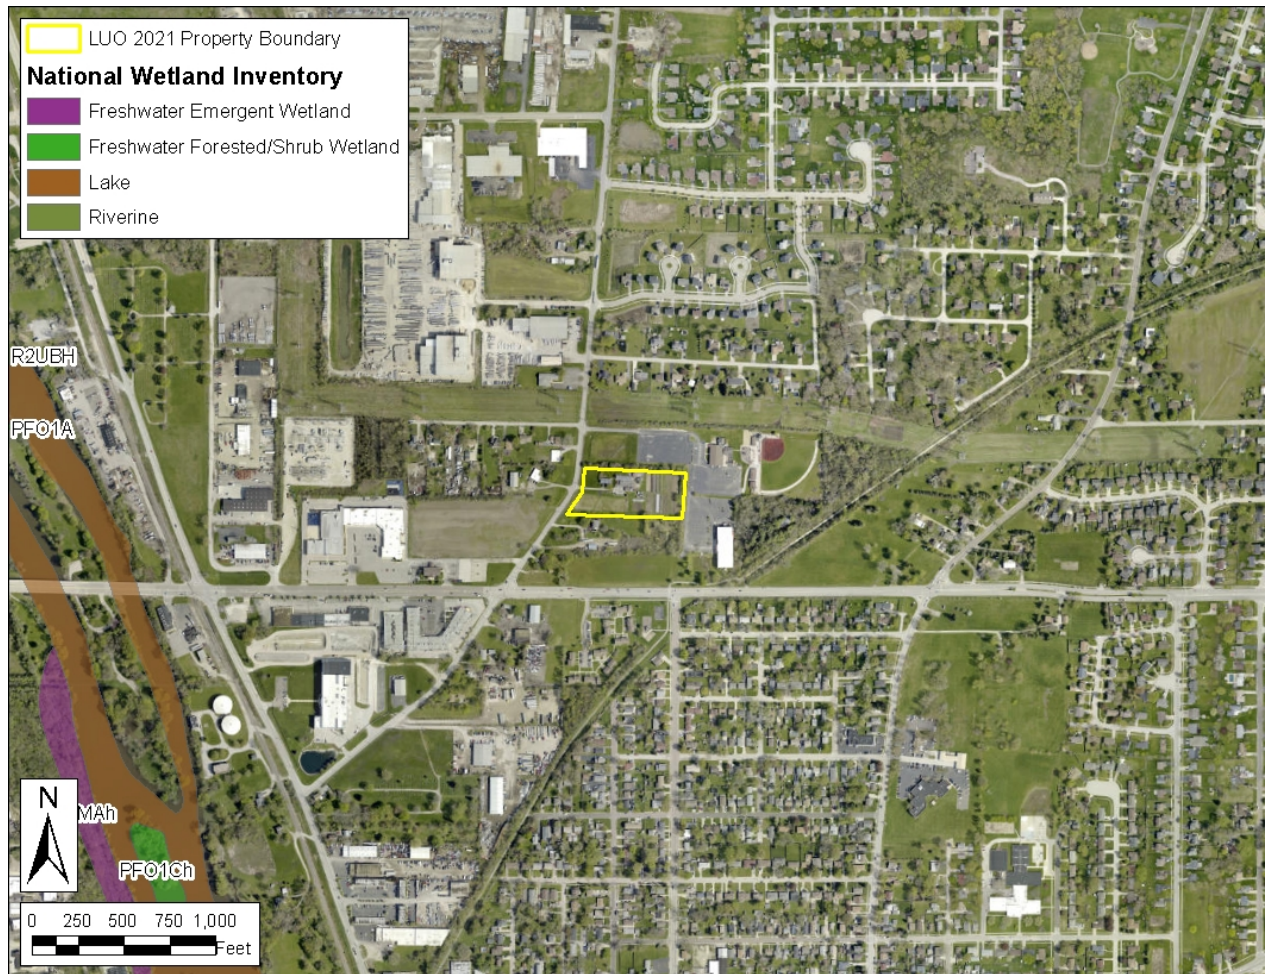 LUO 2021 Property Boundary
National Wetland Inventory
Freshwater Emergent Wetland
Freshwater Forested/Shrub Wetland
Lake
Riverine
R2UBH
PFO1A
N
MAh
PFO1Ch
0 250 500 750 1,000
Feet